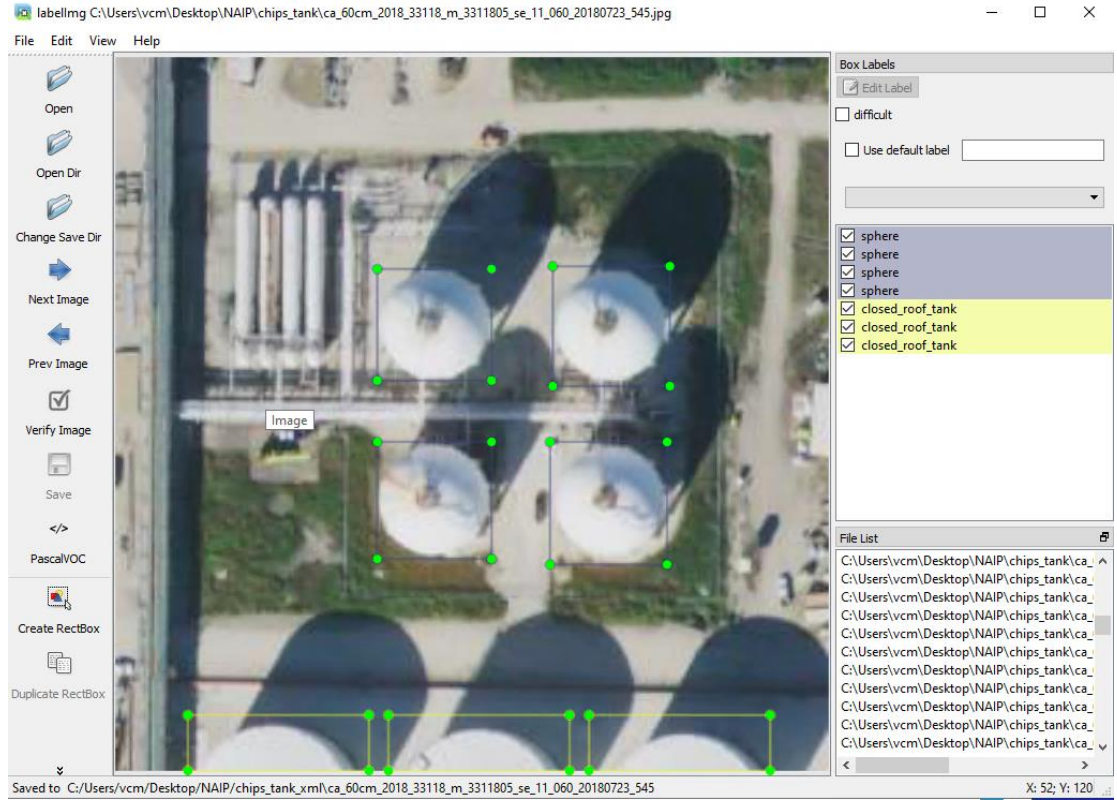 labelImg C:\Users\vcm\Desktop\NAIP\chips_tank\ca_60cm_2018_33118_m_3311805_se_11_060_20180723_545.jpg
File Edit View Help
Open
Open Dir
Change Save Dir
Next Image
Prev Image
Verify Image
Save
</>
PascalVOC
Create RectBox
Duplicate RectBox
Image
Box Labels
Edit Label
difficult
Use default label
sphere
sphere
sphere
sphere
closed_roof_tank
closed_roof_tank
closed_roof_tank
File List
C:\Users\vcm\Desktop\NAIP\chips_tank\ca_
C:\Users\vcm\Desktop\NAIP\chips_tank\ca_
C:\Users\vcm\Desktop\NAIP\chips_tank\ca_
C:\Users\vcm\Desktop\NAIP\chips_tank\ca_
C:\Users\vcm\Desktop\NAIP\chips_tank\ca_
C:\Users\vcm\Desktop\NAIP\chips_tank\ca_
C:\Users\vcm\Desktop\NAIP\chips_tank\ca_
C:\Users\vcm\Desktop\NAIP\chips_tank\ca_
C:\Users\vcm\Desktop\NAIP\chips_tank\ca_
C:\Users\vcm\Desktop\NAIP\chips_tank\ca_
C:\Users\vcm\Desktop\NAIP\chips_tank\ca_
Saved to C:/Users/vcm/Desktop/NAIP/chips_tank_xml\ca_60cm_2018_33118_m_3311805_se_11_060_20180723_545
X: 52; Y: 120